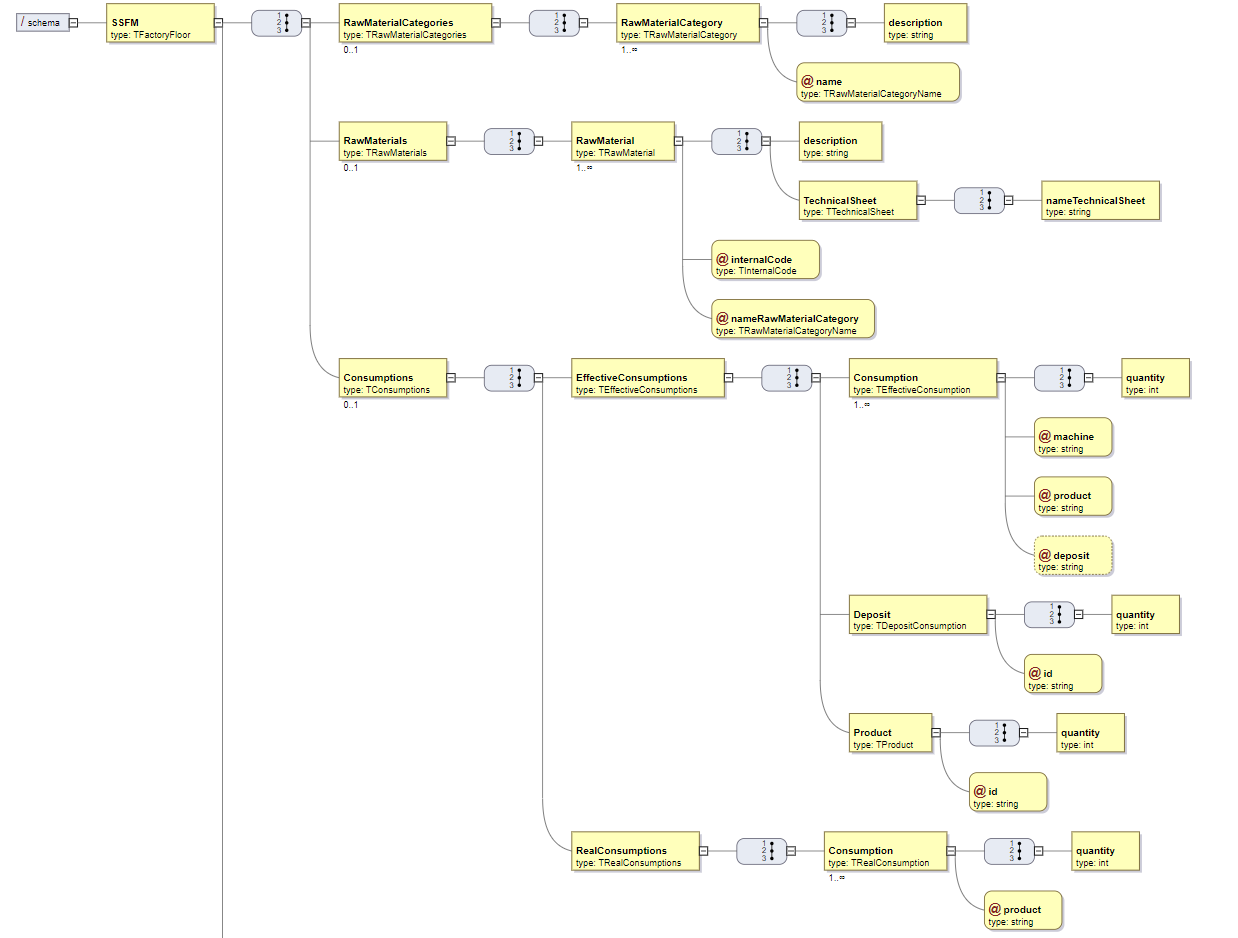 / schema
SSFM
type: TFactoryFloor
1
2
3
RawMaterialCategories
type: TRawMaterialCategories
0..1
1
2
3
RawMaterialCategory
type: TRawMaterialCategory
1..∞
1
2
3
description
type: string
@ name
type: TRawMaterialCategoryName
RawMaterials
type: TRawMaterials
0..1
1
2
3
RawMaterial
type: TRawMaterial
1..∞
1
2
3
description
type: string
TechnicalSheet
type: TTechnicalSheet
1
2
3
nameTechnicalSheet
type: string
@ internalCode
type: TInternalCode
@ nameRawMaterialCategory
type: TRawMaterialCategoryName
Consumptions
type: TConsumptions
0..1
1
2
3
EffectiveConsumptions
type: TEffectiveConsumptions
1
2
3
Consumption
type: TEffectiveConsumption
1..∞
1
2
3
quantity
type: int
@ machine
type: string
@ product
type: string
@ deposit
type: string
Deposit
type: TDepositConsumption
1
2
3
quantity
type: int
@ id
type: string
Product
type: TProduct
1
2
3
quantity
type: int
@ id
type: string
RealConsumptions
type: TRealConsumptions
1
2
3
Consumption
type: TRealConsumption
1..∞
1
2
3
quantity
type: int
@ product
type: string